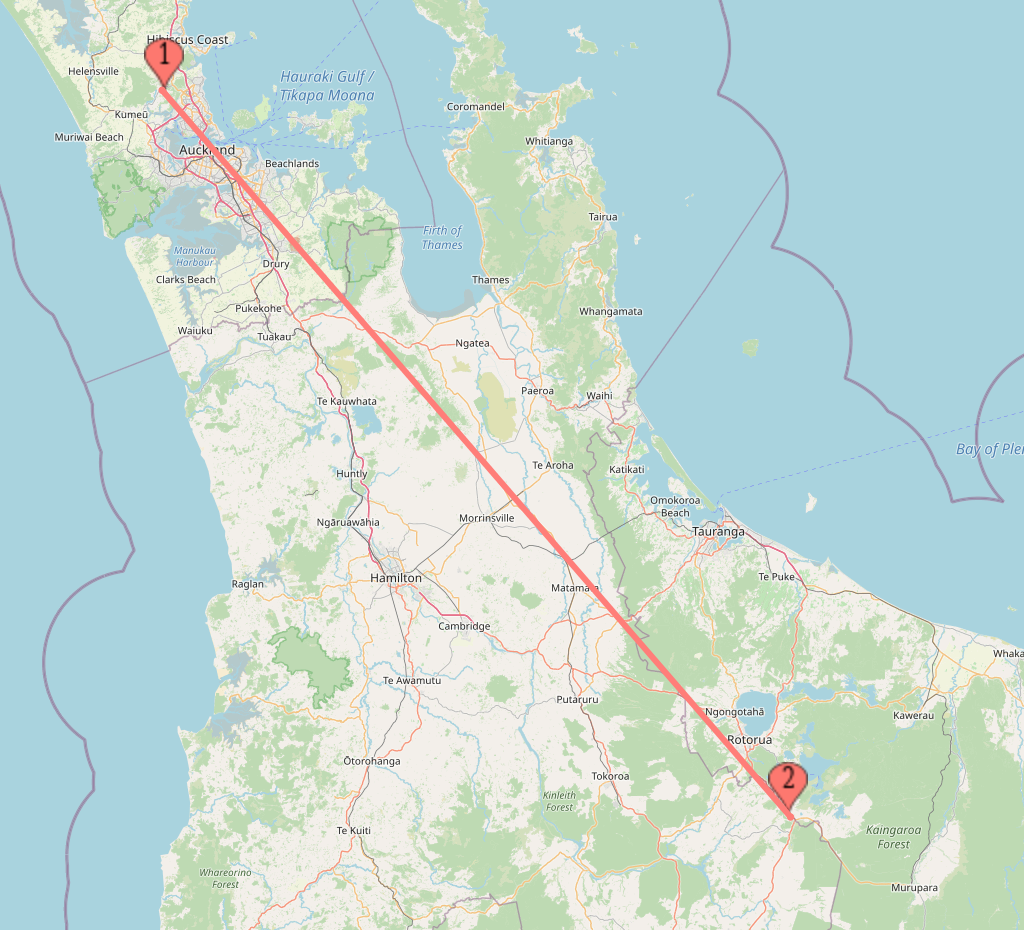 Hibiscus Coast
1
Helensville
Hauraki Gulf /
Tīkapa Moana
Kumeū
Coromandel
Muriwai Beach
Whitianga
Auckland
Beachlands
Tairua
Firth of
Thames
Manukau
Harbour
Drury
Clarks Beach
Thames
Pukekohe
Whangamata
Waiuku
Tuakau
Ngatea
Paeroa
Waihi
Te Kauwhata
Bay of Plen
Te Aroha
Katikati
Huntly
Omokoroa
Beach
Ngāruawāhia
Morrinsville
Tauranga
Hamilton
Te Puke
Raglan
Matamata
Cambridge
Whaka
Te Awamutu
Putaruru
Ngongotahā
Kawerau
Rotorua
Ōtorohanga
Tokoroa
2
Kinleith
Forest
Te Kuiti
Kaingaroa
Forest
Whareorino
Forest
Murupara